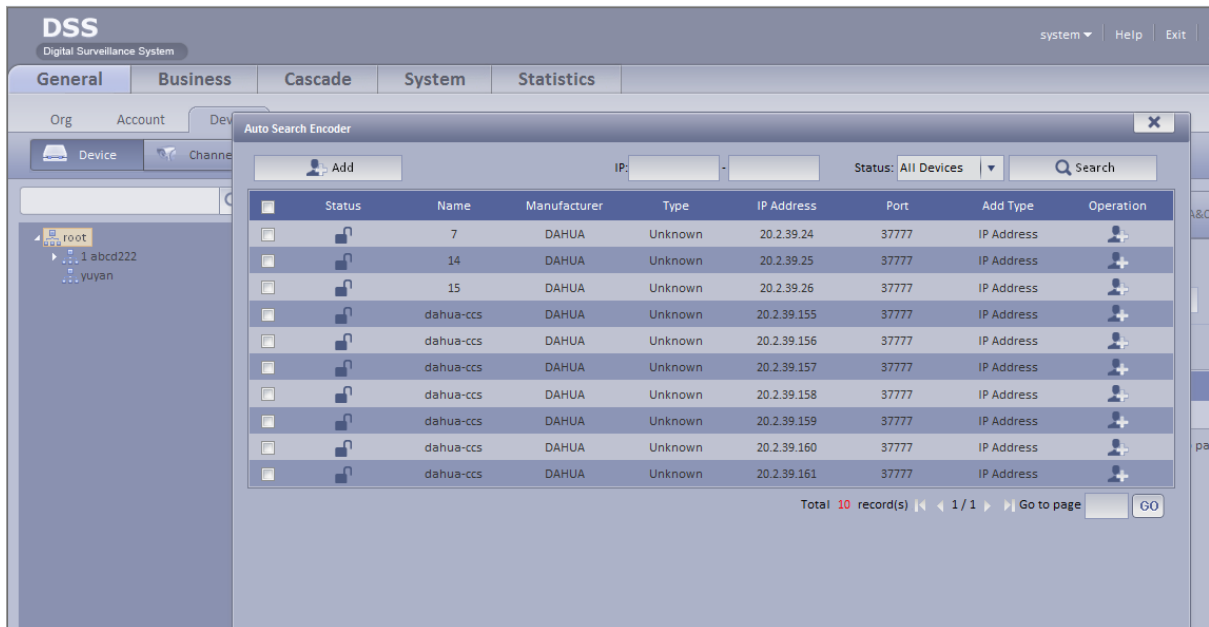 DSS
Digital Surveillance System
system Help Exit
General Business Cascade System Statistics
Org Account Dev
Auto Search Encoder
Device Channe
Add IP: - Status: All Devices Search
Status Name Manufacturer Type IP Address Port Add Type Operation
root
7 DAHUA Unknown 20.2.39.24 37777 IP Address
1 abcd222
14 DAHUA Unknown 20.2.39.25 37777 IP Address
yuyan
15 DAHUA Unknown 20.2.39.26 37777 IP Address
dahua-ccs DAHUA Unknown 20.2.39.155 37777 IP Address
dahua-ccs DAHUA Unknown 20.2.39.156 37777 IP Address
dahua-ccs DAHUA Unknown 20.2.39.157 37777 IP Address
dahua-ccs DAHUA Unknown 20.2.39.158 37777 IP Address
dahua-ccs DAHUA Unknown 20.2.39.159 37777 IP Address
dahua-ccs DAHUA Unknown 20.2.39.160 37777 IP Address
dahua-ccs DAHUA Unknown 20.2.39.161 37777 IP Address
Total 10 record(s) 1 / 1 Go to page GO